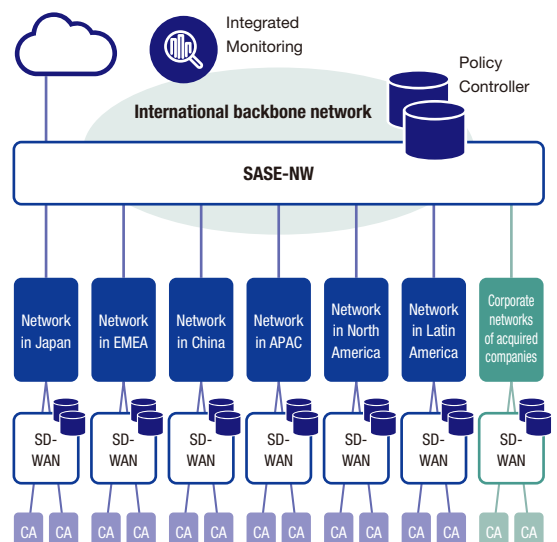 Integrated
Monitoring
Policy
Controller
International backbone network
SASE-NW
Network
in Japan
Network
in EMEA
Network
in China
Network
in APAC
Network
in North
America
Network
in Latin
America
Corporate
networks
of acquired
companies
SD-
WAN
SD-
WAN
SD-
WAN
SD-
WAN
SD-
WAN
SD-
WAN
SD-
WAN
CA CA CA CA CA CA CA CA CA CA CA CA CA CA